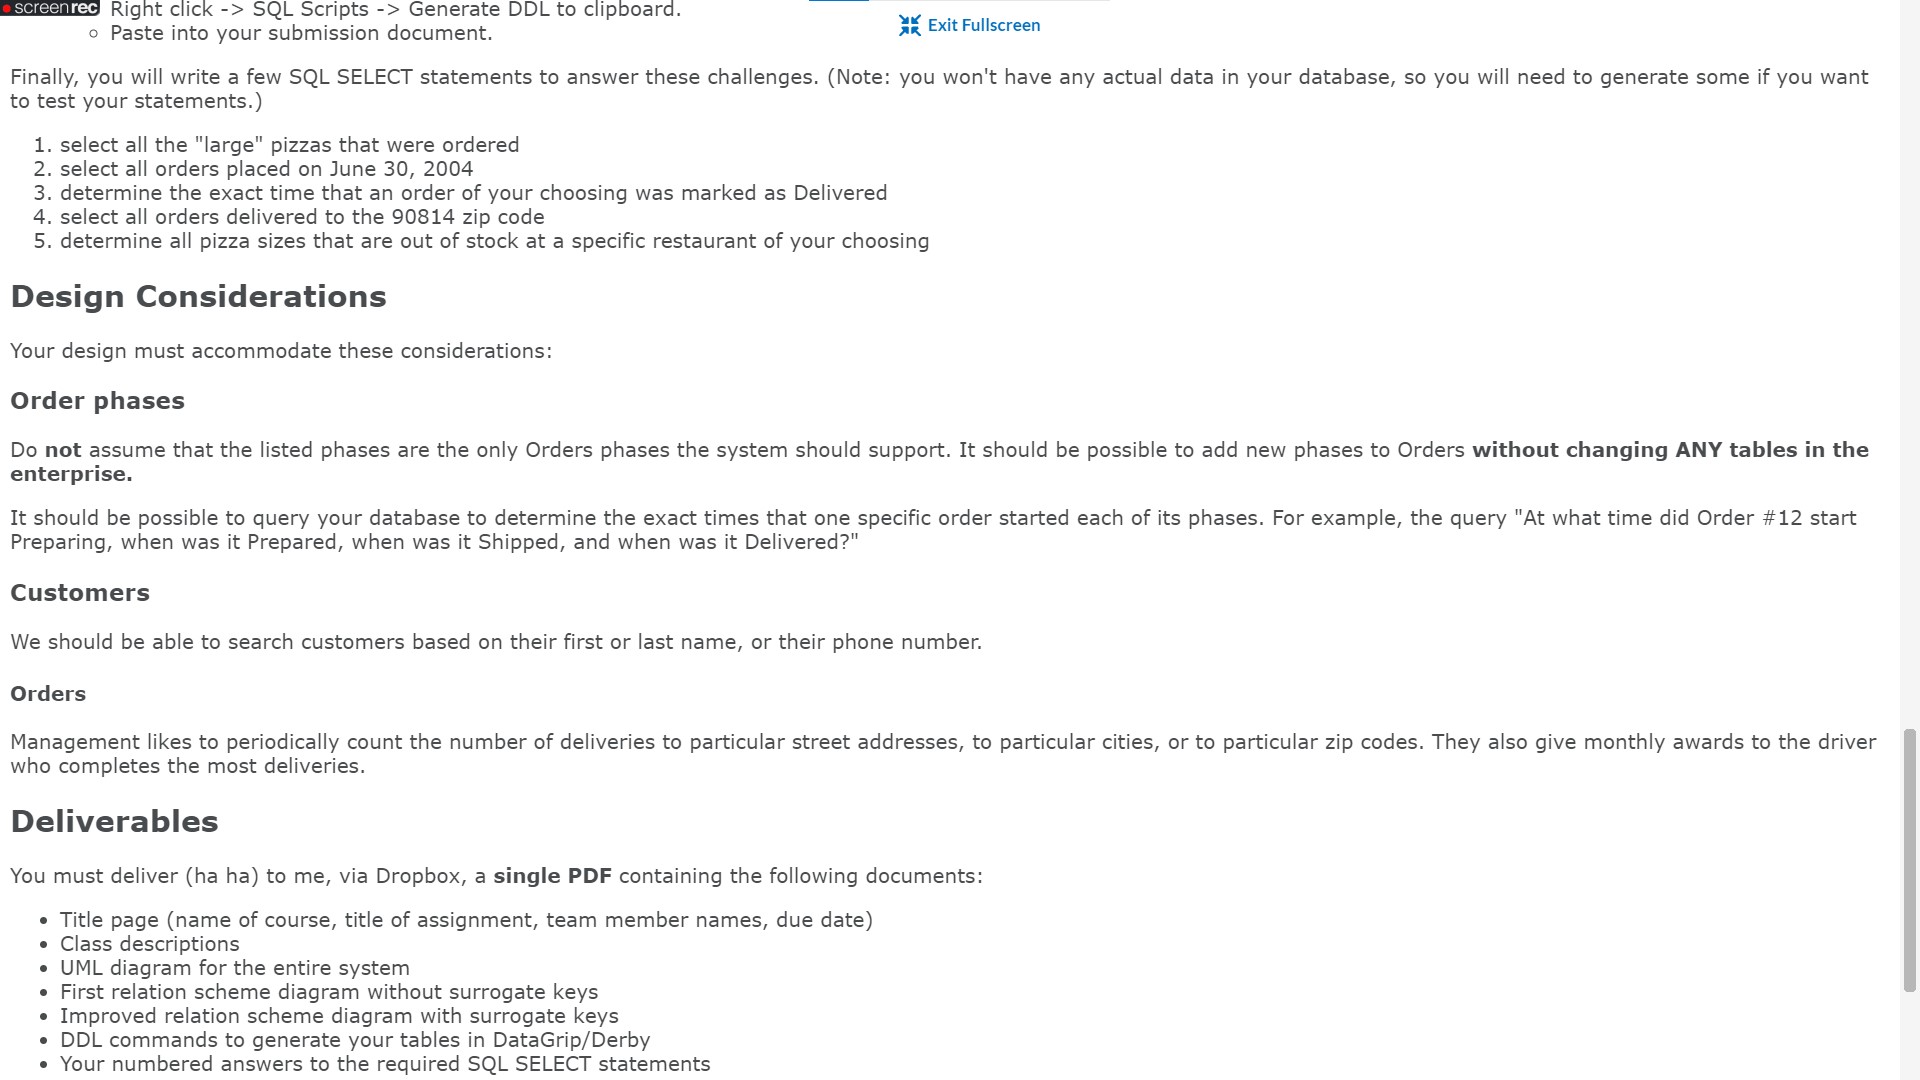 screenrec Right click -> SQL Scripts -> Generate DDL to clipboard.
Exit Fullscreen
Paste into your submission document.
Finally, you will write a few SQL SELECT statements to answer these challenges. (Note: you won't have any actual data in your database, so you will need to generate some if you want
to test your statements.)
1. select all the "large" pizzas that were ordered
2. select all orders placed on June 30, 2004
3. determine the exact time that an order of your choosing was marked as Delivered
4. select all orders delivered to the 90814 zip code
5. determine all pizza sizes that are out of stock at a specific restaurant of your choosing
Design Considerations
Your design must accommodate these considerations:
Order phases
Do not assume that the listed phases are the only Orders phases the system should support. It should be possible to add new phases to Orders without changing ANY tables in the
enterprise.
It should be possible to query your database to determine the exact times that one specific order started each of its phases. For example, the query "At what time did Order #12 start
Preparing, when was it Prepared, when was it Shipped, and when was it Delivered?"
Customers
We should be able to search customers based on their first or last name, or their phone number.
Orders
Management likes to periodically count the number of deliveries to particular street addresses, to particular cities, or to particular zip codes. They also give monthly awards to the driver
who completes the most deliveries.
Deliverables
You must deliver (ha ha) to me, via Dropbox, a single PDF containing the following documents:
Title page (name of course, title of assignment, team member names, due date)
Class descriptions
UML diagram for the entire system
First relation scheme diagram without surrogate keys
Improved relation scheme diagram with surrogate keys
DDL commands to generate your tables in DataGrip/Derby
Your numbered answers to the required SQL SELECT statements